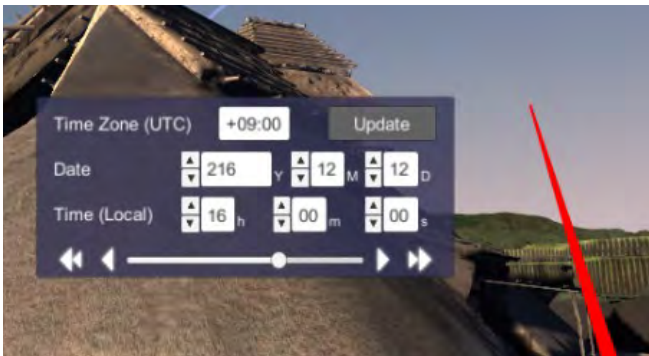 Time Zone (UTC) +09:00 Update
Date 216 Y 12 M 12 D
Time (Local) 16 h 00 m 00 s